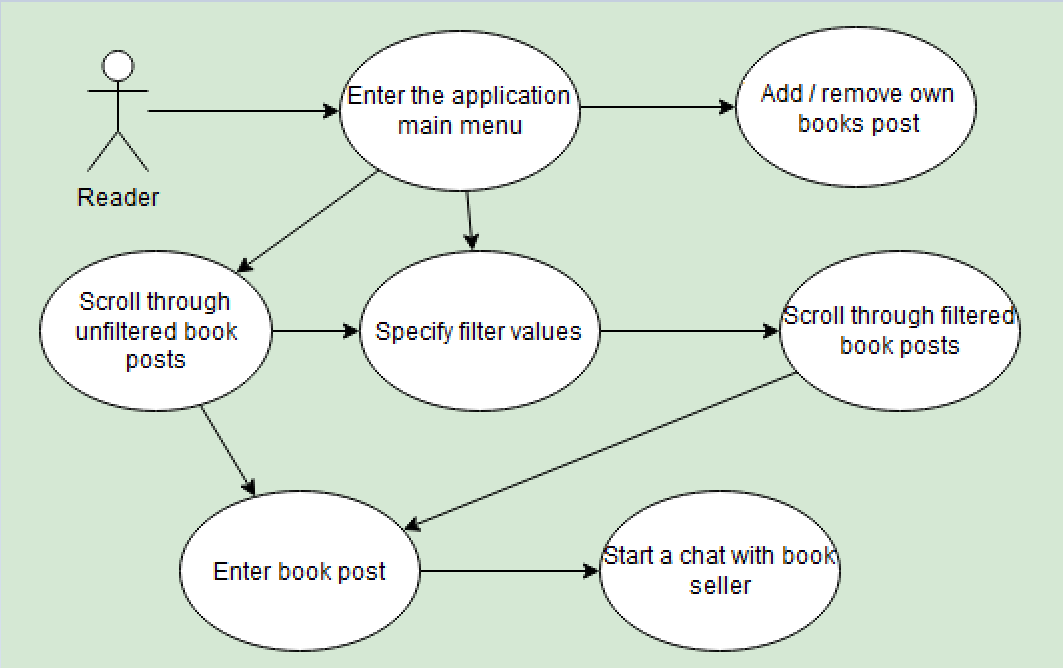 Enter the application
main menu
Add / remove own
books post
Reader
Scroll through
unfiltered book
posts
Specify filter values
Scroll through filtered
book posts
Enter book post
Start a chat with book
seller